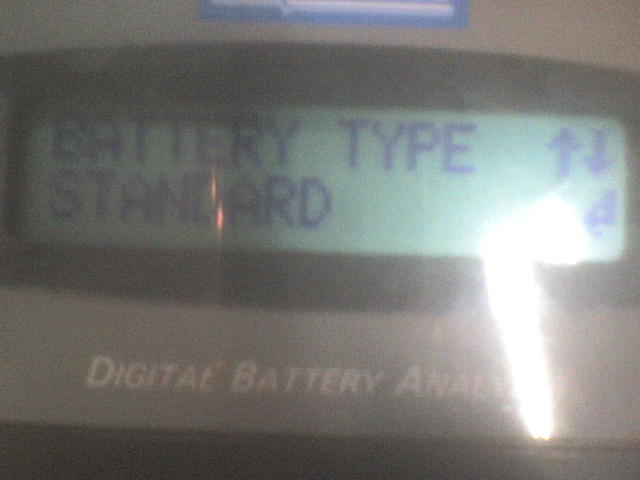 BATTERY TYPE ↑↓
STANDARD ↵
DIGITAL BATTERY